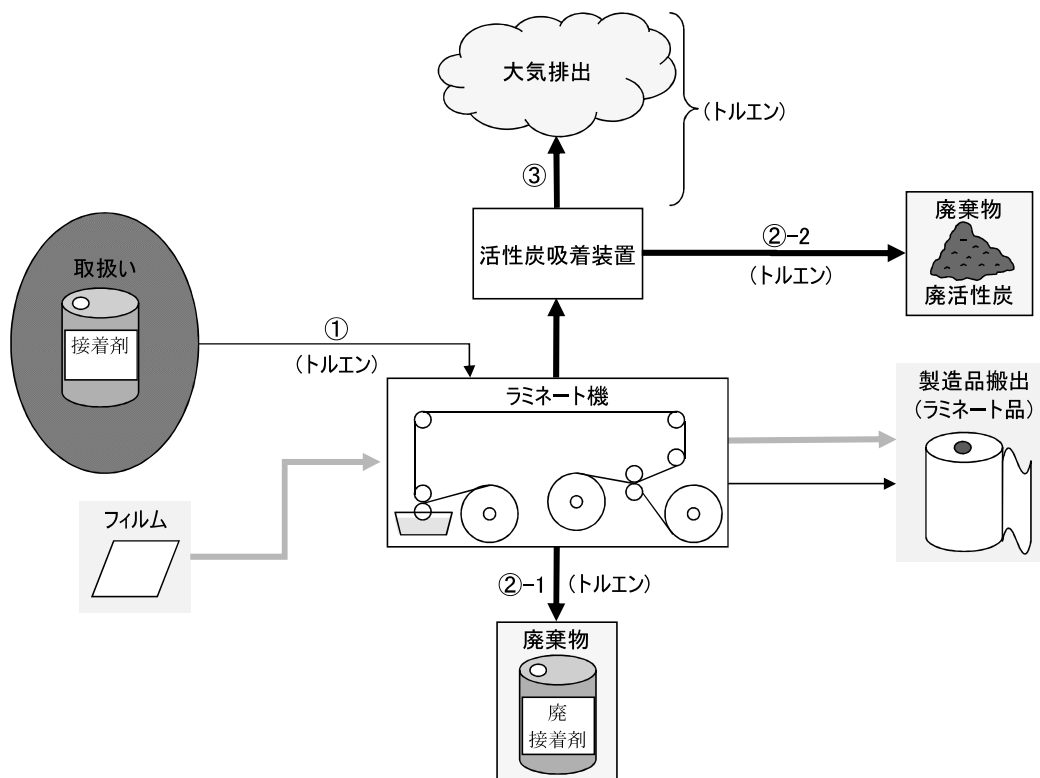 大気排出
(トルエン)
③
活性炭吸着装置
②-2
(トルエン)
廃棄物
廃活性炭
取扱い
接着剤
①
(トルエン)
ラミネート機
製造品搬出
(ラミネート品)
フィルム
②-1
(トルエン)
廃棄物
廃
接着剤